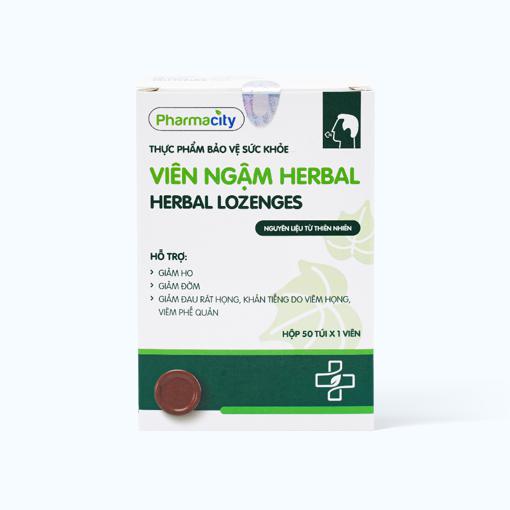 Pharmacity
THỰC PHẨM BẢO VỆ SỨC KHỎE
VIÊN NGẬM HERBAL
HERBAL LOZENGES
NGUYÊN LIỆU TỪ THIÊN NHIÊN
HỖ TRỢ:
› GIẢM HO
› GIẢM ĐỜM
› GIẢM ĐAU RÁT HỌNG, KHẢN TIẾNG DO VIÊM HỌNG,
VIÊM PHẾ QUẢN
HỘP 50 TÚI X 1 VIÊN